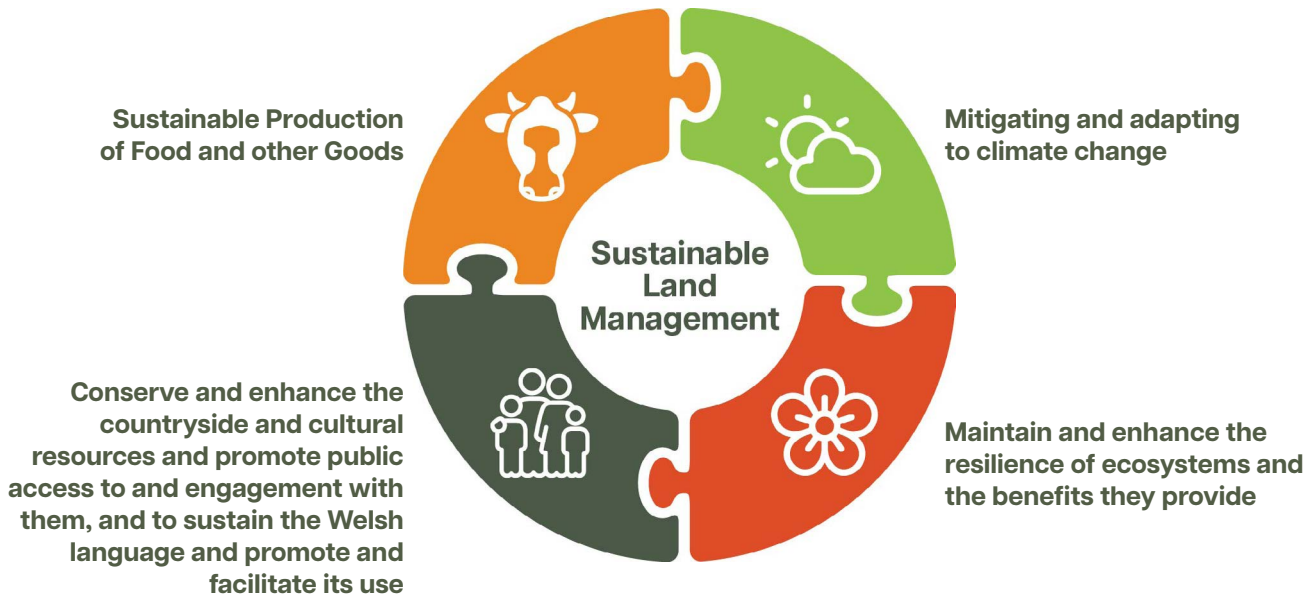 Sustainable Production
of Food and other Goods
Mitigating and adapting
to climate change
Sustainable
Land
Management
Conserve and enhance the
countryside and cultural
resources and promote public
access to and engagement with
them, and to sustain the Welsh
language and promote and
facilitate its use
Maintain and enhance the
resilience of ecosystems and
the benefits they provide